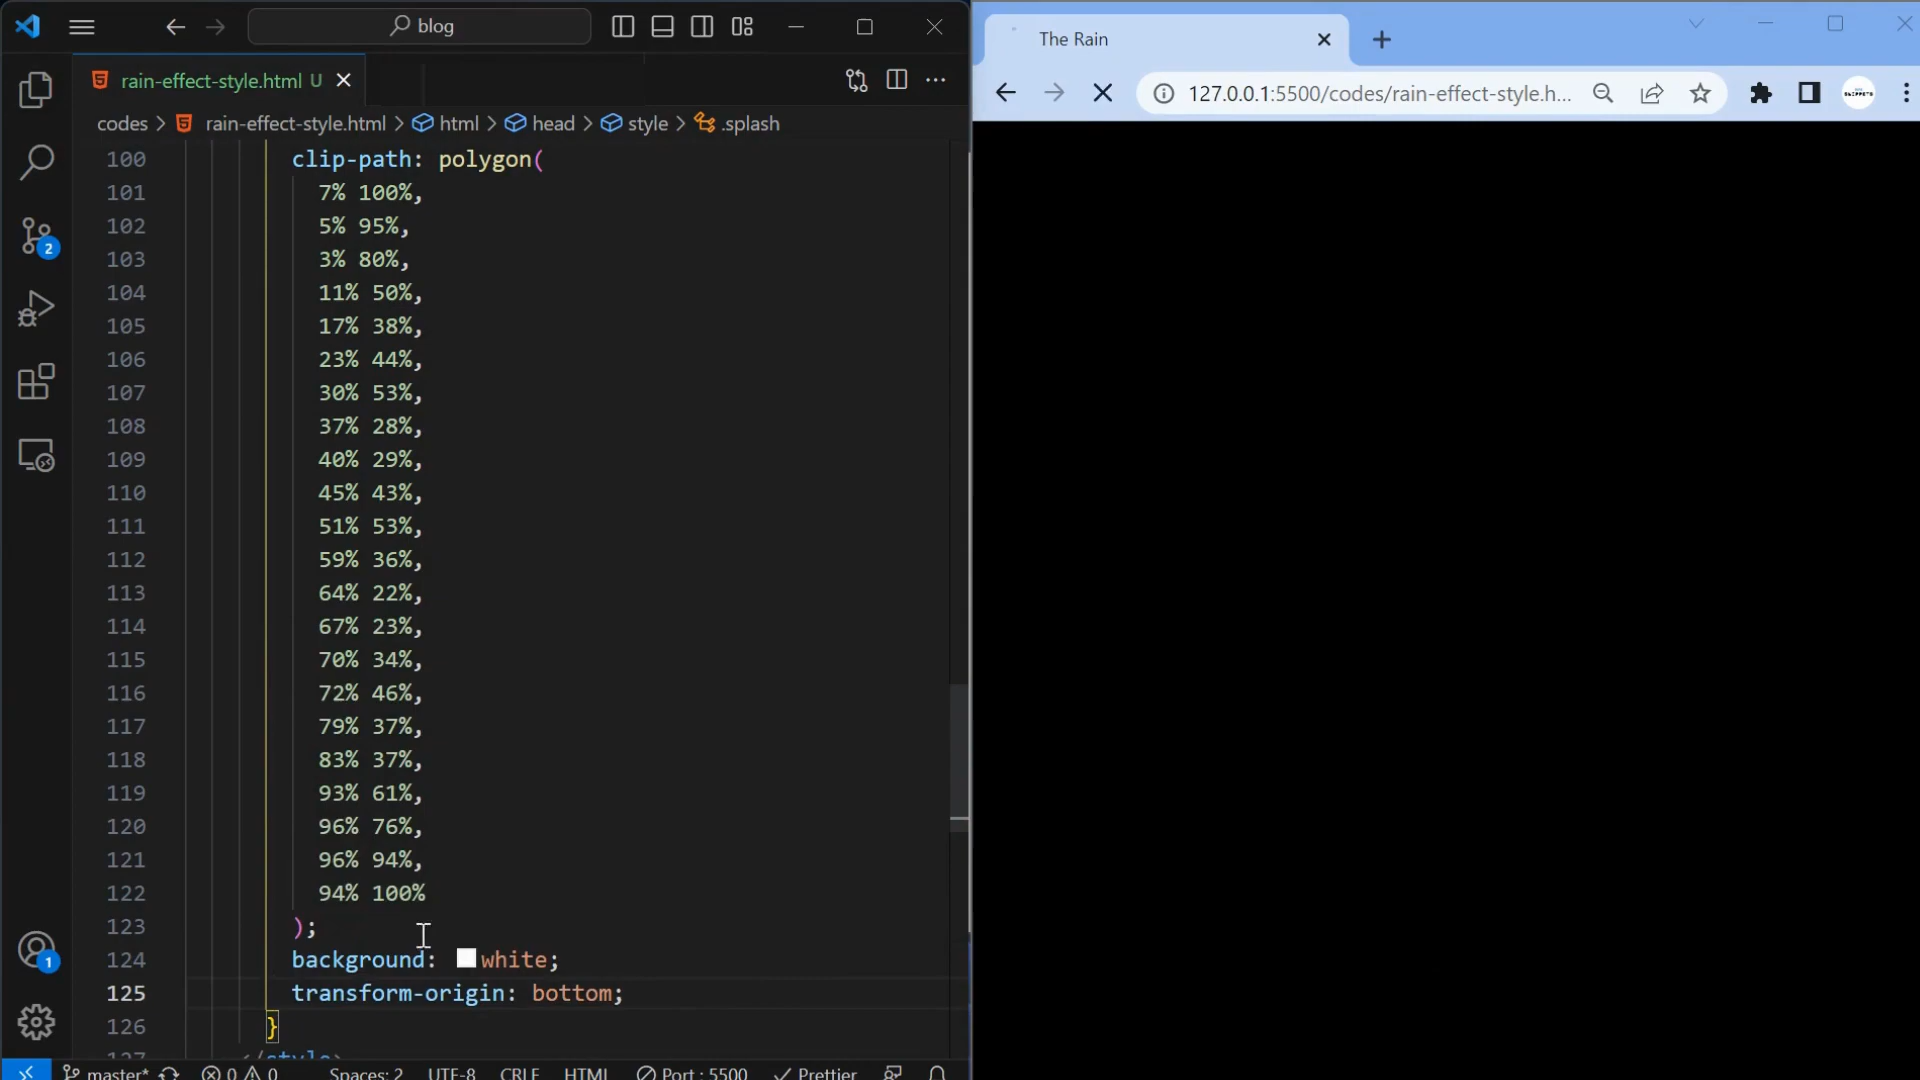 blog
rain-effect-style.html U
codes > rain-effect-style.html > html > head > style > .splash
100 clip-path: polygon(
101 7% 100%,
102 5% 95%,
103 3% 80%,
104 11% 50%,
105 17% 38%,
106 23% 44%,
107 30% 53%,
108 37% 28%,
109 40% 29%,
110 45% 43%,
111 51% 53%,
112 59% 36%,
113 64% 22%,
114 67% 23%,
115 70% 34%,
116 72% 46%,
117 79% 37%,
118 83% 37%,
119 93% 61%,
120 96% 76%,
121 96% 94%,
122 94% 100%
123 );
124 background: white;
125 transform-origin: bottom;
126 }
127 </style>
2
1
master* 0 0 Spaces: 2 UTF-8 CRLF HTML Port : 5500 Prettier
The Rain
127.0.0.1:5500/codes/rain-effect-style.h...